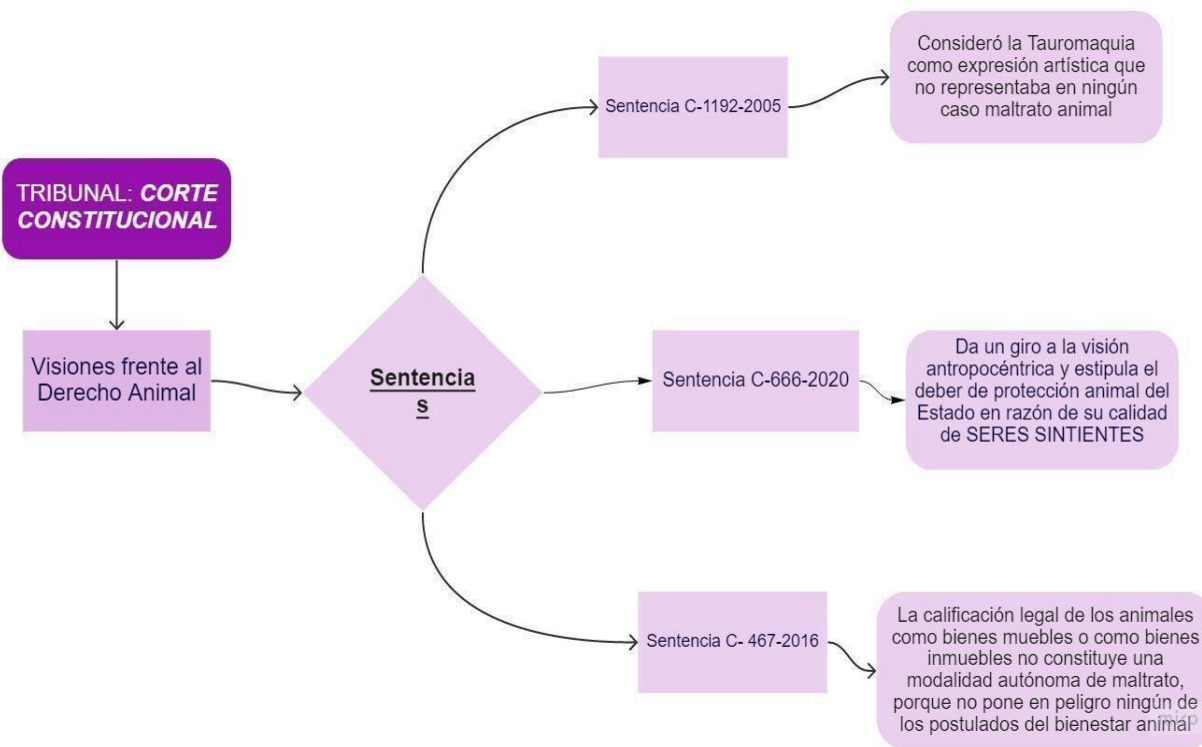 TRIBUNAL: CORTE
CONSTITUCIONAL
Visiones frente al
Derecho Animal
Sentencia
s
Sentencia C-1192-2005
Consideró la Tauromaquia
como expresión artística que
no representaba en ningún
caso maltrato animal
Sentencia C-666-2020
Da un giro a la visión
antropocéntrica y estipula el
deber de protección animal del
Estado en razón de su calidad
de SERES SINTIENTES
Sentencia C- 467-2016
La calificación legal de los animales
como bienes muebles o como bienes
inmuebles no constituye una
modalidad autónoma de maltrato,
porque no pone en peligro ningún de
los postulados del bienestar animal
miro